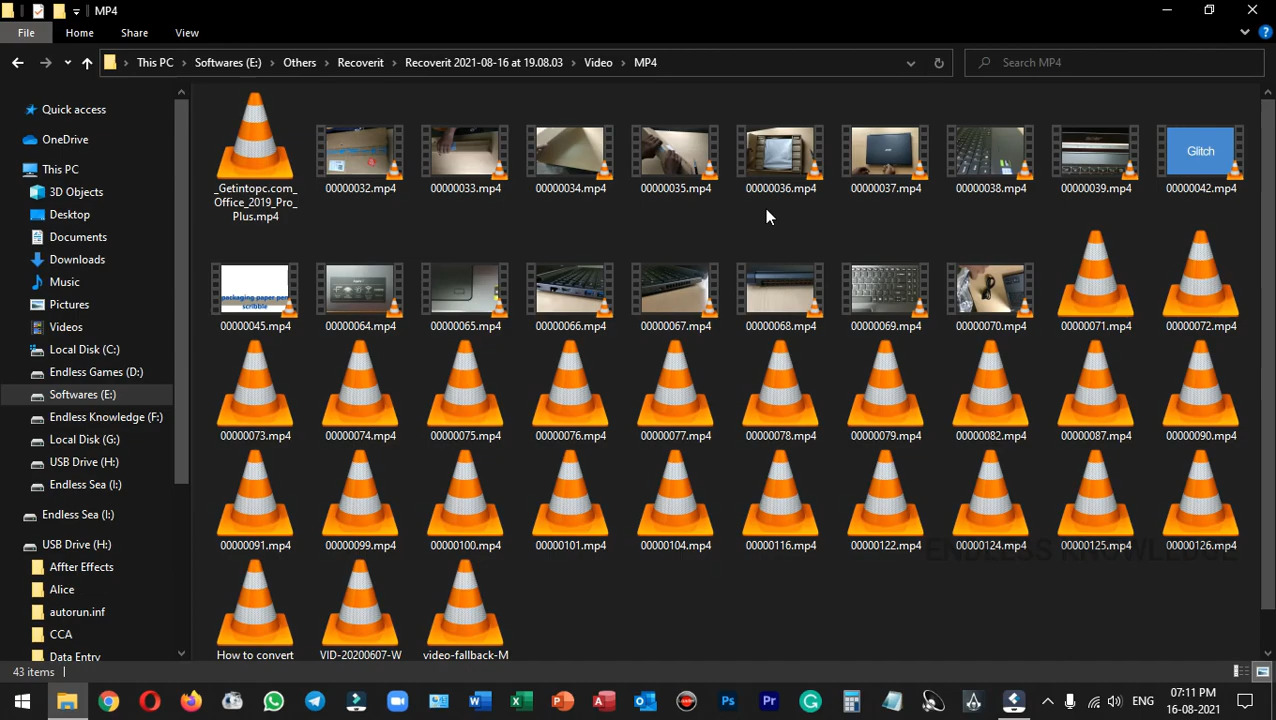 MP4
File Home Share View
This PC Softwares (E:) Others Recoverit Recoverit 2021-08-16 at 19.08.03 Video MP4
Search MP4
Quick access
OneDrive
This PC
3D Objects
Desktop
Documents
Downloads
Music
Pictures
Videos
Local Disk (C:)
Endless Games (D:)
Softwares (E:)
Endless Knowledge (F:)
Local Disk (G:)
USB Drive (H:)
Endless Sea (I:)
Endless Sea (I:)
USB Drive (H:)
Affter Effects
Alice
autorun.inf
CCA
Data Entry
_Getintopc.com_
Office_2019_Pro_
Plus.mp4
00000032.mp4 00000033.mp4 00000034.mp4 00000035.mp4 00000036.mp4 00000037.mp4 00000038.mp4 00000039.mp4 00000042.mp4
Glitch
packaging paper pen
scribble
00000045.mp4 00000064.mp4 00000065.mp4 00000066.mp4 00000067.mp4 00000068.mp4 00000069.mp4 00000070.mp4 00000071.mp4 00000072.mp4
00000073.mp4 00000074.mp4 00000075.mp4 00000076.mp4 00000077.mp4 00000078.mp4 00000079.mp4 00000082.mp4 00000087.mp4 00000090.mp4
00000091.mp4 00000099.mp4 00000100.mp4 00000101.mp4 00000104.mp4 00000116.mp4 00000122.mp4 00000124.mp4 00000125.mp4 00000126.mp4
ENDLESS KNOWLEDGE
How to convert VID-20200607-W video-fallback-M
43 items
ENG
07:11 PM
16-08-2021